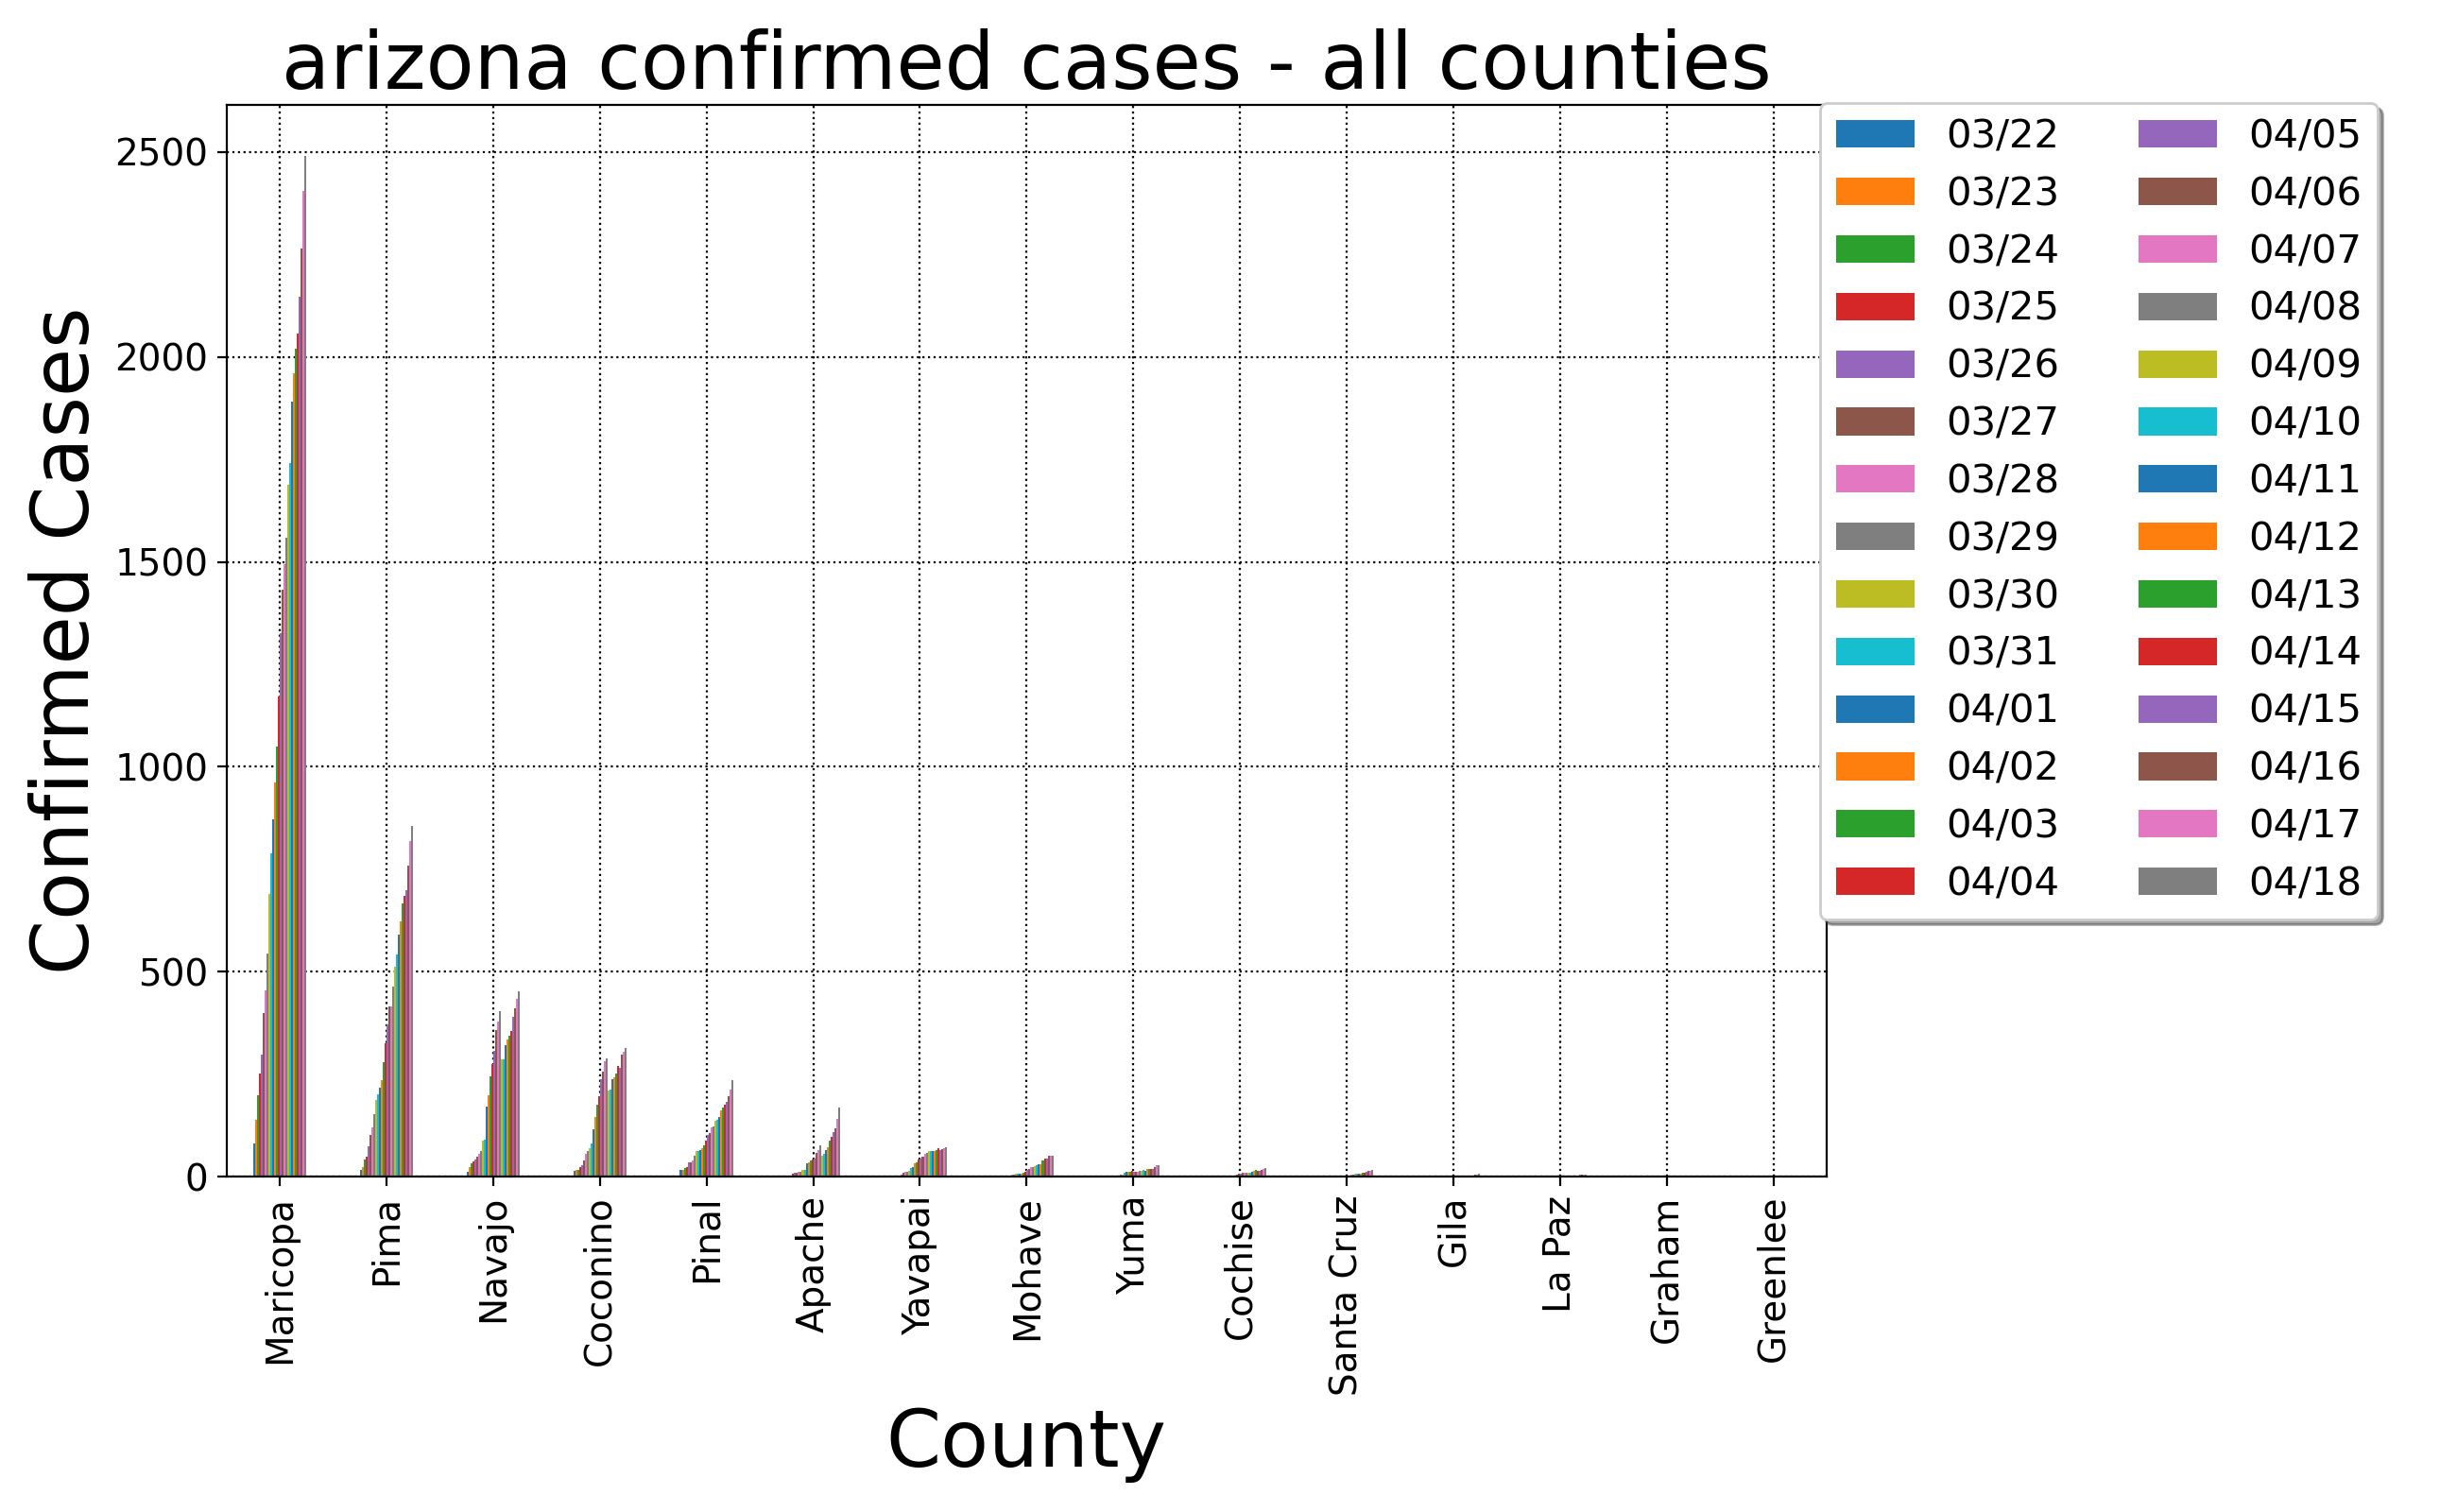 arizona confirmed cases - all counties
Confirmed Cases
2500
2000
1500
1000
500
0
Maricopa
Pima
Navajo
Coconino
Pinal
Apache
Yavapai
Mohave
Yuma
Cochise
Santa Cruz
Gila
La Paz
Graham
Greenlee
County
03/22
03/23
03/24
03/25
03/26
03/27
03/28
03/29
03/30
03/31
04/01
04/02
04/03
04/04
04/05
04/06
04/07
04/08
04/09
04/10
04/11
04/12
04/13
04/14
04/15
04/16
04/17
04/18